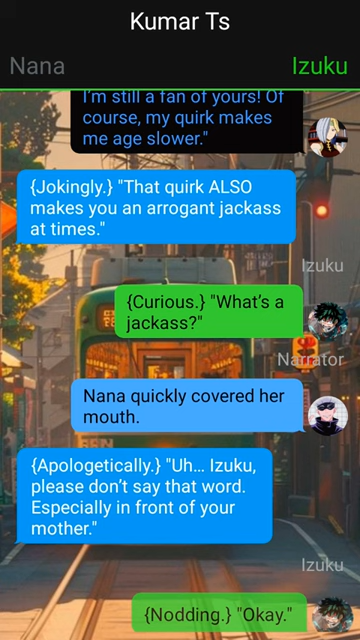 Kumar Ts
Nana
Izuku
I'm still a fan of yours! Of
course, my quirk makes
me age slower."
{Jokingly.} "That quirk ALSO
makes you an arrogant jackass
at times."
Izuku
{Curious.} "What's a
jackass?"
Narrator
Nana quickly covered her
mouth.
{Apologetically.} "Uh… Izuku,
please don't say that word.
Especially in front of your
mother."
Izuku
{Nodding.} "Okay."